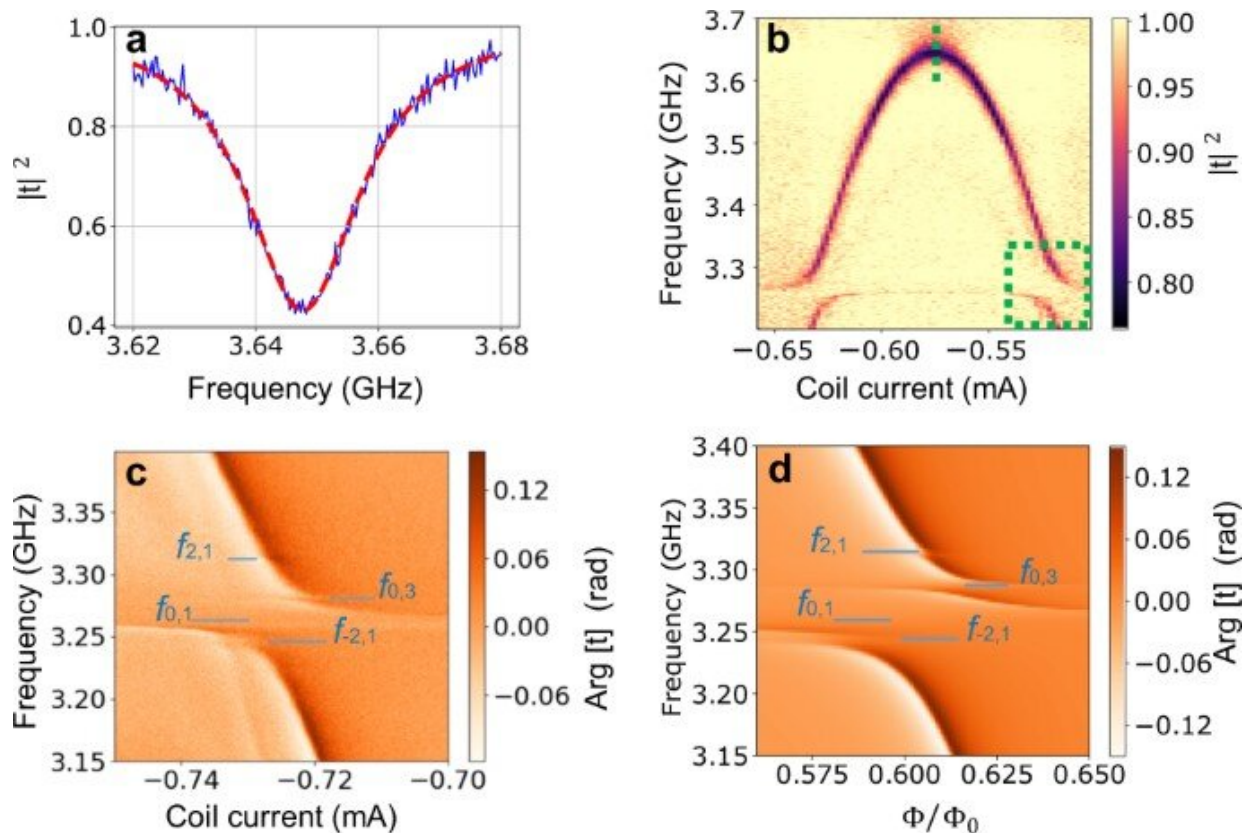 a
1.0
0.8
0.6
0.4
|t| ²
3.62
3.64
3.66
3.68
Frequency (GHz)
b
3.7
3.6
3.5
3.4
3.3
Frequency (GHz)
−0.65
−0.60
−0.55
Coil current (mA)
1.00
0.95
0.90
0.85
0.80
|t| ²
c
3.35
3.30
3.25
3.20
3.15
Frequency (GHz)
f2,1
f0,3
f0,1
f-2,1
−0.74
−0.72
−0.70
Coil current (mA)
0.12
0.06
0.00
−0.06
Arg [t] (rad)
d
3.40
3.35
3.30
3.25
3.20
3.15
Frequency (GHz)
f2,1
f0,3
f0,1
f-2,1
0.575
0.600
0.625
0.650
Φ/Φ0
0.12
0.06
0.00
−0.06
−0.12
Arg [t] (rad)